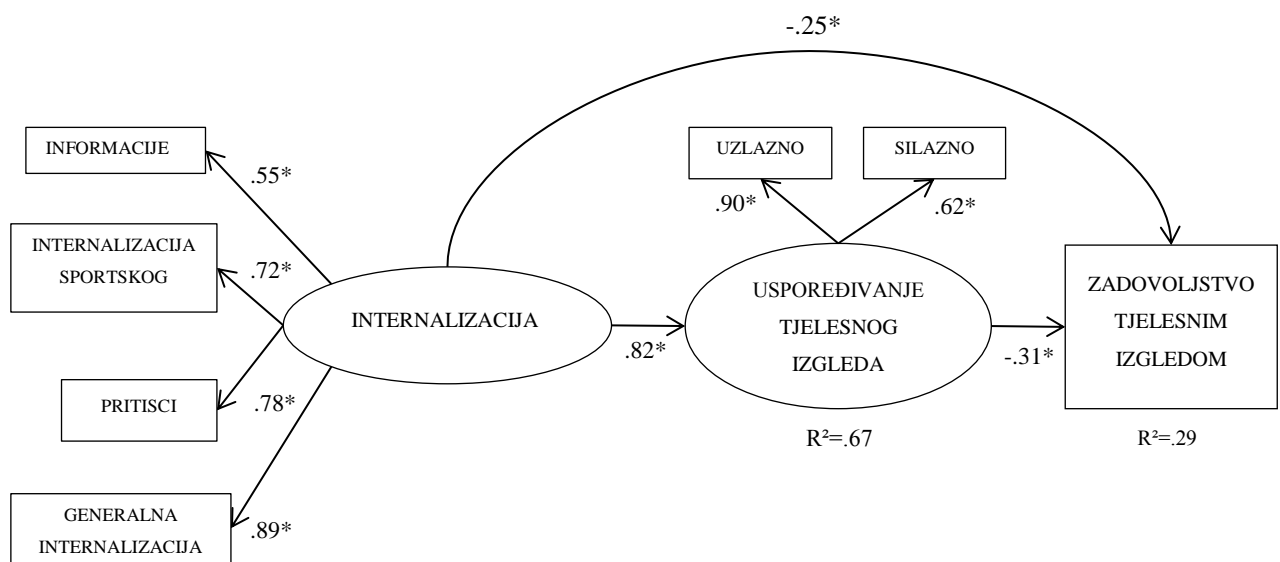 -.25*
INFORMACIJE
.55*
UZLAZNO
SILAZNO
.90*
.62*
INTERNALIZACIJA
SPORTSKOG
.72*
INTERNALIZACIJA
.82*
USPOREĐIVANJE
TJELESNOG
IZGLEDA
-.31*
ZADOVOLJSTVO
TJELESNIM
IZGLEDOM
PRITISCI
.78*
R²=.67
R²=.29
GENERALNA
INTERNALIZACIJA
.89*